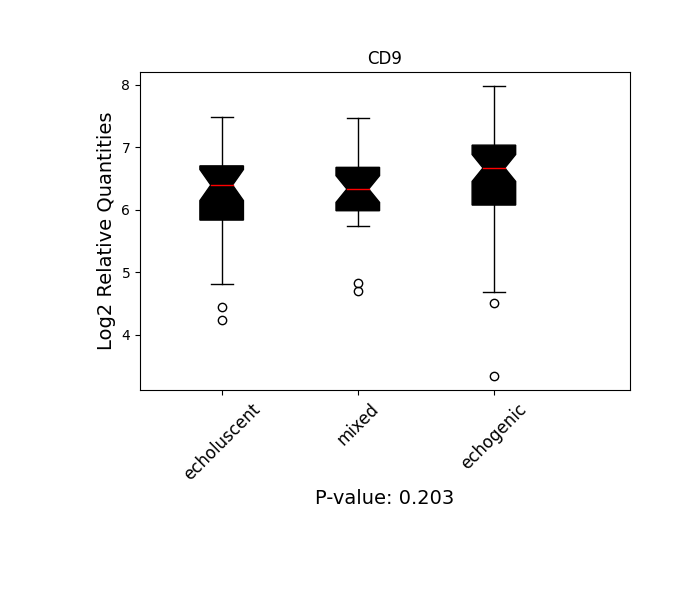 CD9
Log2 Relative Quantities
8
7
6
5
4
echoluscent
mixed
echogenic
P-value: 0.203